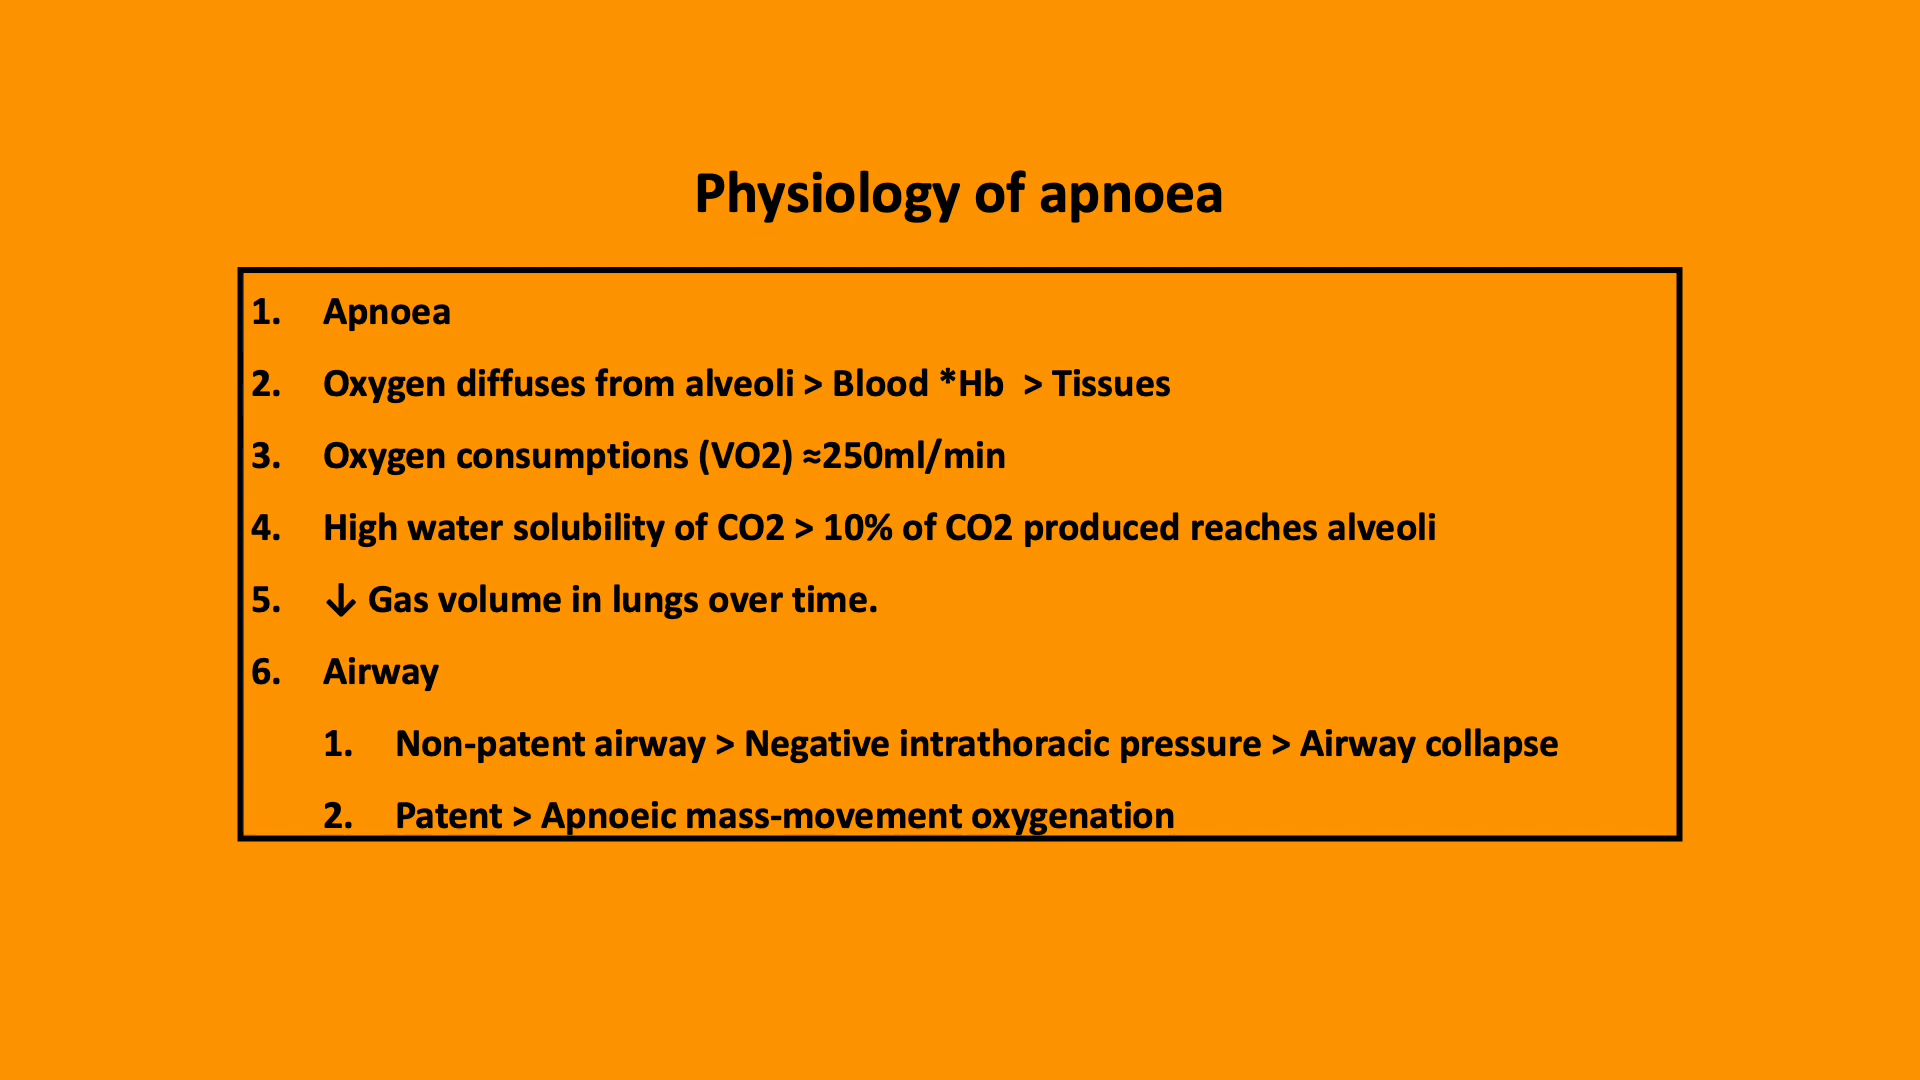 Physiology of apnoea
1. Apnoea
2. Oxygen diffuses from alveoli > Blood *Hb  > Tissues
3. Oxygen consumptions (VO2) ≈250ml/min
4. High water solubility of CO2 > 10% of CO2 produced reaches alveoli
5. ↓ Gas volume in lungs over time.
6. Airway
1. Non-patent airway > Negative intrathoracic pressure > Airway collapse
2. Patent > Apnoeic mass-movement oxygenation